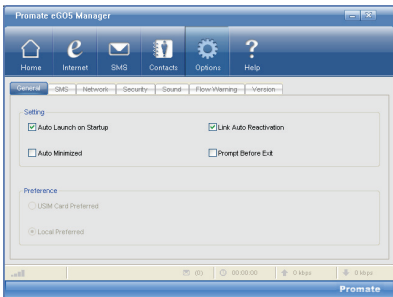 Promate eGO5 Manager
Home Internet SMS Contacts Options Help
General SMS Network Security Sound Flow Warning Version
Setting
Auto Launch on Startup Link Auto Reactivation
Auto Minimized Prompt Before Exit
Preference
USIM Card Preferred
Local Preferred
(0) 00:00:00 0 kbps 0 kbps
Promate